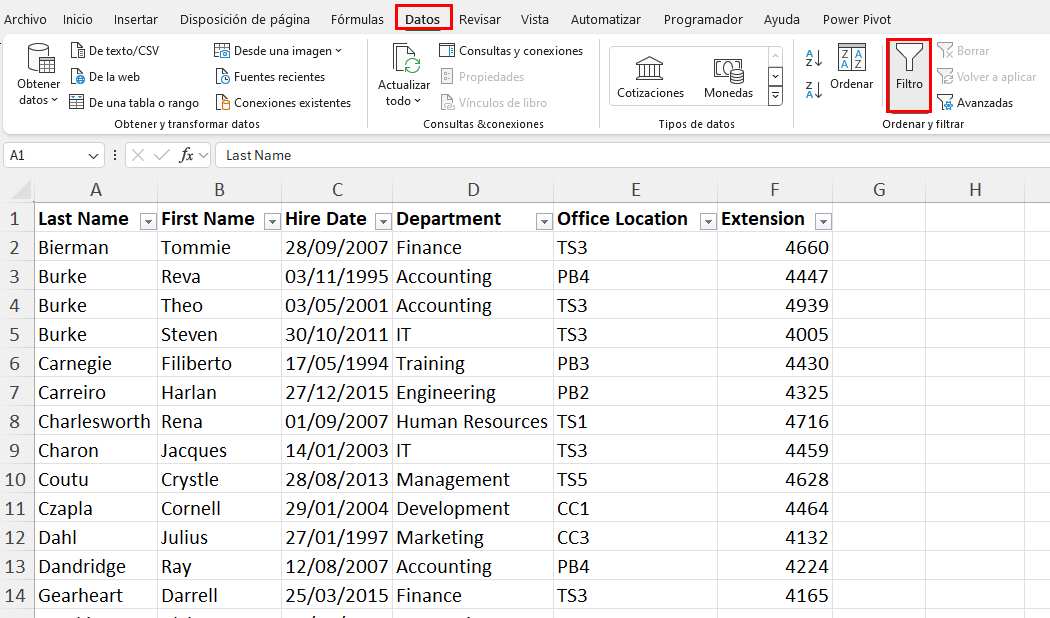 Archivo Inicio Insertar Disposición de página Fórmulas Datos Revisar Vista Automatizar Programador Ayuda Power Pivot
Obtener datos
De texto/CSV
De la web
De una tabla o rango
Desde una imagen
Fuentes recientes
Conexiones existentes
Obtener y transformar datos
Actualizar todo
Consultas y conexiones
Propiedades
Vínculos de libro
Consultas &conexiones
Cotizaciones Monedas
Tipos de datos
A Z
Z A
Z A A Z
Ordenar
Filtro
Borrar
Volver a aplicar
Avanzadas
Ordenar y filtrar
A1 fx Last Name
A B C D E F G H
1 Last Name First Name Hire Date Department Office Location Extension
2 Bierman Tommie 28/09/2007 Finance TS3 4660
3 Burke Reva 03/11/1995 Accounting PB4 4447
4 Burke Theo 03/05/2001 Accounting TS3 4939
5 Burke Steven 30/10/2011 IT TS3 4005
6 Carnegie Filiberto 17/05/1994 Training PB3 4430
7 Carreiro Harlan 27/12/2015 Engineering PB2 4325
8 Charlesworth Rena 01/09/2007 Human Resources TS1 4716
9 Charon Jacques 14/01/2003 IT TS3 4459
10 Coutu Crystle 28/08/2013 Management TS5 4628
11 Czapla Cornell 29/01/2004 Development CC1 4464
12 Dahl Julius 27/01/1997 Marketing CC3 4132
13 Dandridge Ray 12/08/2007 Accounting PB4 4224
14 Gearheart Darrell 25/03/2015 Finance TS3 4165